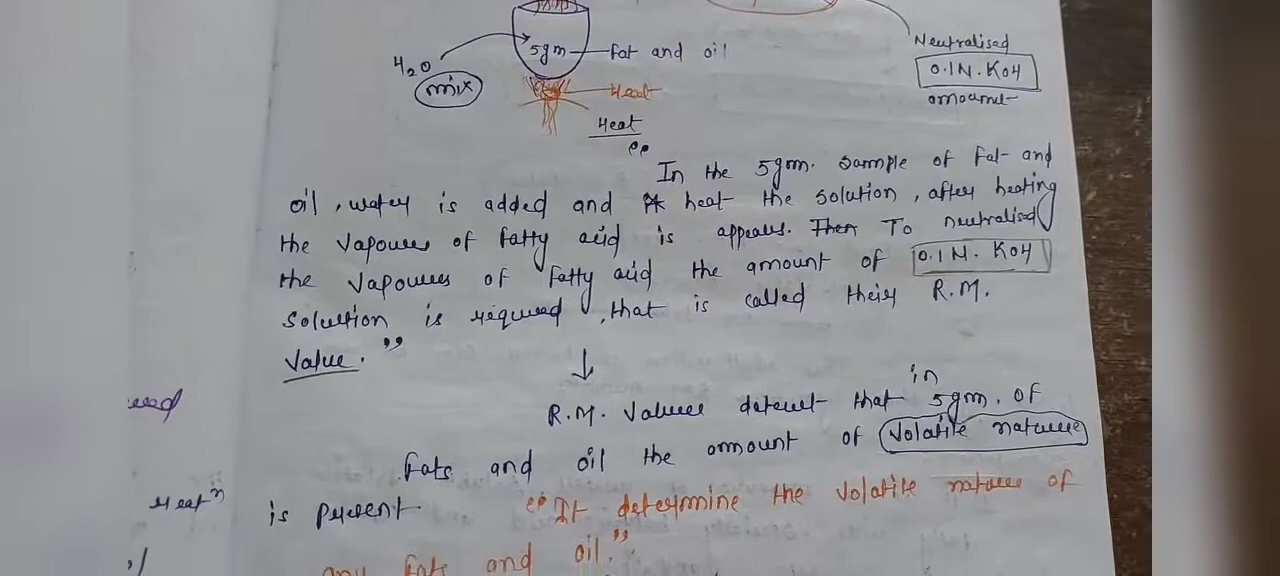 5gm fat and oil
H2O
mix
Heat
Heat
Neutralised
0.1N. KOH
amount
" In the 5gm. Sample of fat and
oil, water is added and heat the solution, after heating
the vapoures of fatty acid is appears. Then To neutralised
the vapoures of fatty acid the amount of 0.1N. KOH
Solution is required, that is called their R.M.
Value."
↓
R.M. Values detect that in 5gm. of
fats and oil the amount of Volatile nature
is present "It determine the volatile nature of
any fats and oil."
Heatn